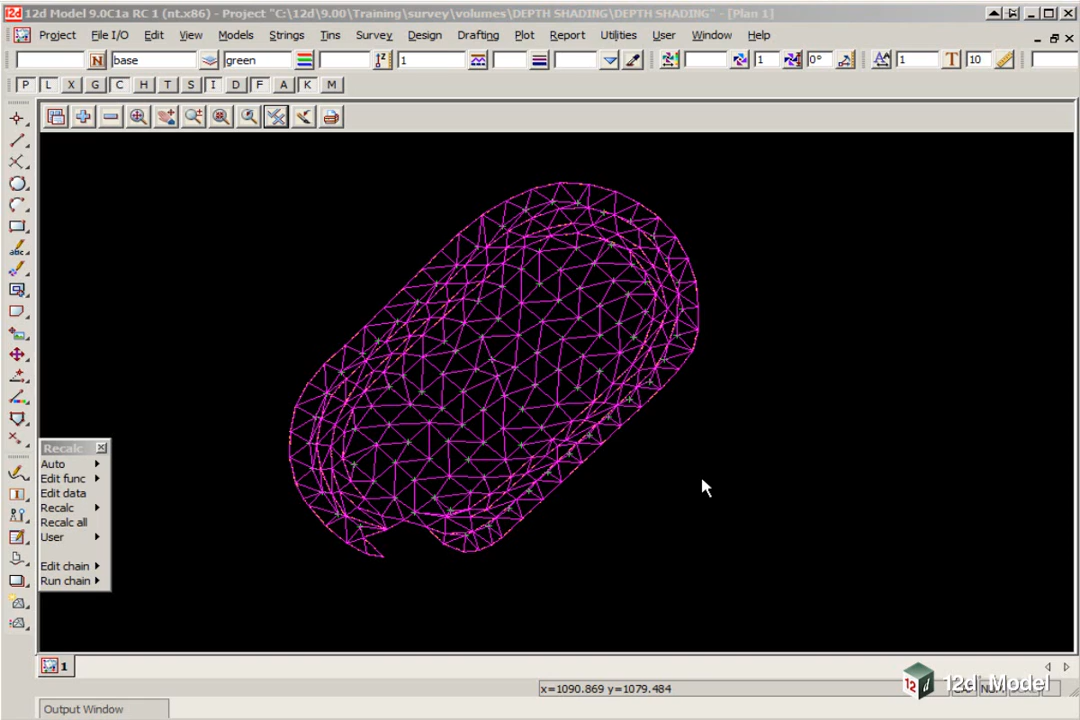 12d Model 9.0C1a RC 1 (nt.x86) - Project "C:\12d\9.00\Training\survey\volumes\DEPTH SHADING\DEPTH SHADING" - [Plan 1]
Project File I/O Edit View Models Strings Tins Survey Design Drafting Plot Report Utilities User Window Help
N base green 1 1 0° 1 T 10
P L X G C H T S I D F A K M
Recalc
Auto
Edit func
Edit data
Recalc
Recalc all
User
Edit chain
Run chain
1
x=1090.869 y=1079.484
12d Model
Output Window